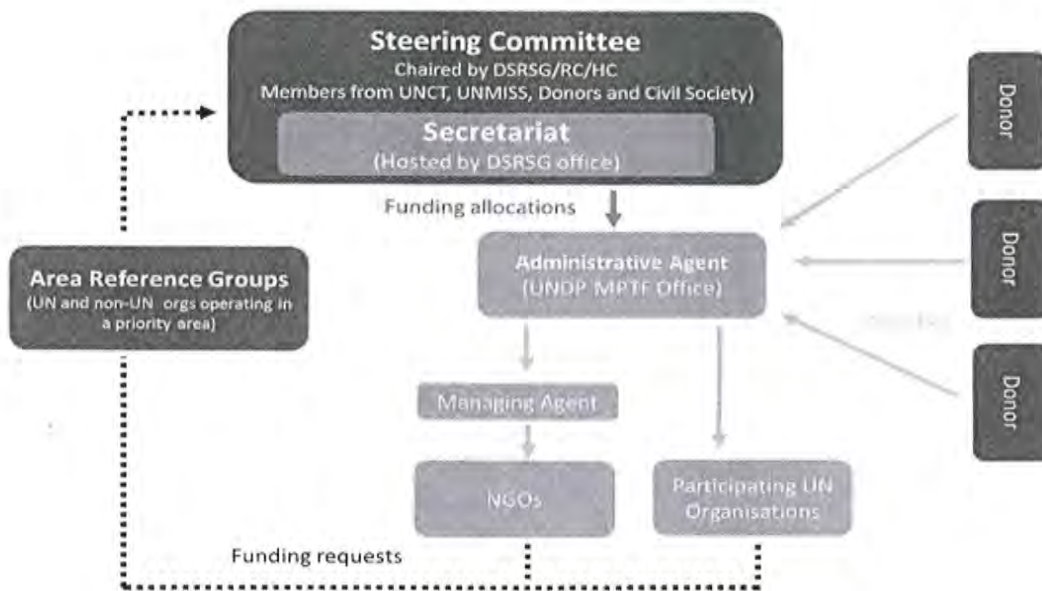 Steering Committee
Chaired by DSRSG/RC/HC
Members from UNCT, UNMISS, Donors and Civil Society)
Secretariat
(Hosted by DSRSG office)
Funding allocations
Administrative Agent
(UNDP MPTF Office)
Donor
Donor
Donor
Area Reference Groups
(UN and non-UN orgs operating in
a priority area)
Managing Agent
NGOs
Participating UN
Organisations
Funding requests